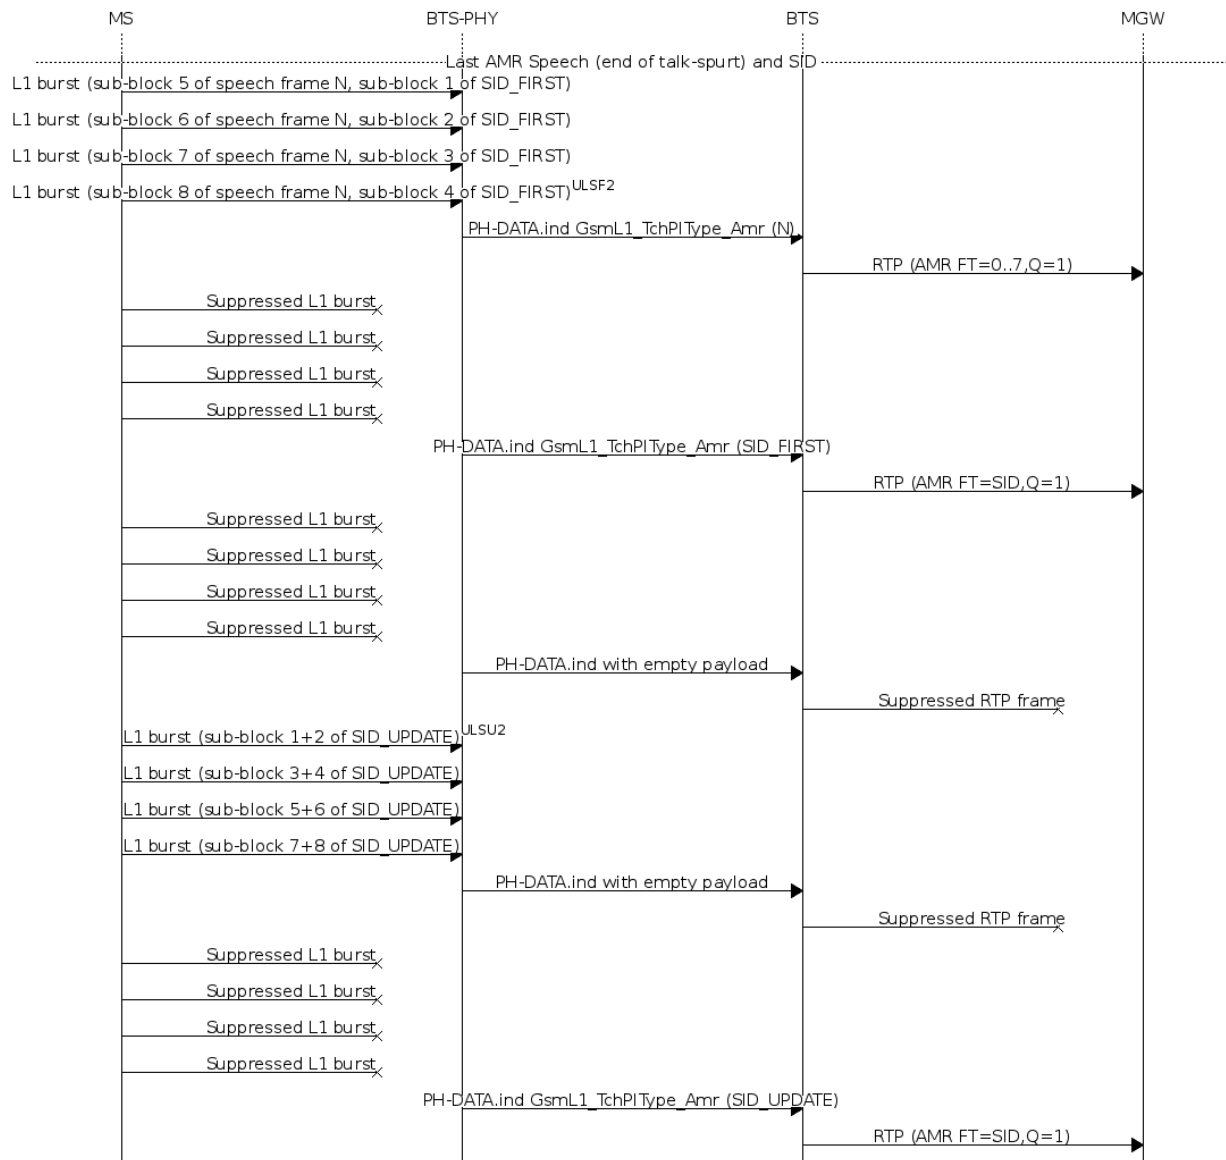 MS BTS-PHY BTS MGW
Last AMR Speech (end of talk-spurt) and SID
L1 burst (sub-block 5 of speech frame N, sub-block 1 of SID_FIRST)
L1 burst (sub-block 6 of speech frame N, sub-block 2 of SID_FIRST)
L1 burst (sub-block 7 of speech frame N, sub-block 3 of SID_FIRST)
L1 burst (sub-block 8 of speech frame N, sub-block 4 of SID_FIRST) ULSF2
PH-DATA.ind GsmL1_TchPlType_Amr (N)
RTP (AMR FT=0..7,Q=1)
Suppressed L1 burst
Suppressed L1 burst
Suppressed L1 burst
Suppressed L1 burst
PH-DATA.ind GsmL1_TchPlType_Amr (SID_FIRST)
RTP (AMR FT=SID,Q=1)
Suppressed L1 burst
Suppressed L1 burst
Suppressed L1 burst
Suppressed L1 burst
PH-DATA.ind with empty payload
Suppressed RTP frame
L1 burst (sub-block 1+2 of SID_UPDATE) ULSU2
L1 burst (sub-block 3+4 of SID_UPDATE)
L1 burst (sub-block 5+6 of SID_UPDATE)
L1 burst (sub-block 7+8 of SID_UPDATE)
PH-DATA.ind with empty payload
Suppressed RTP frame
Suppressed L1 burst
Suppressed L1 burst
Suppressed L1 burst
Suppressed L1 burst
PH-DATA.ind GsmL1_TchPlType_Amr (SID_UPDATE)
RTP (AMR FT=SID,Q=1)